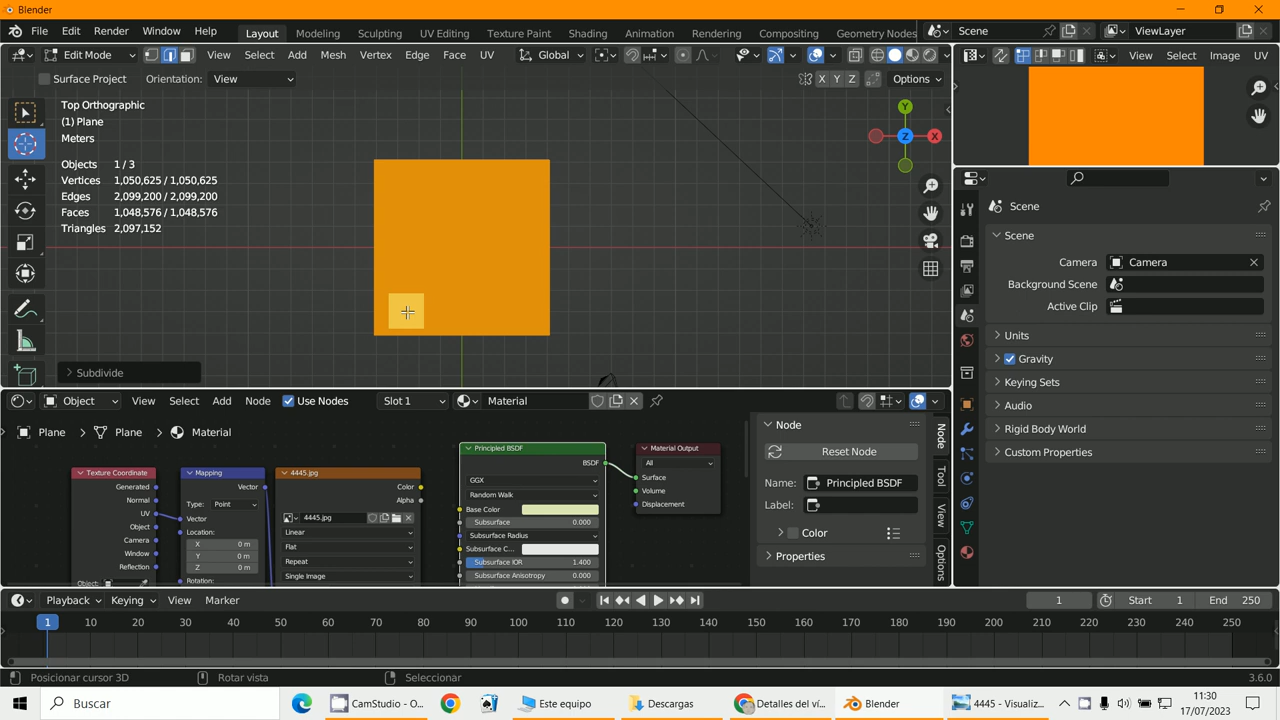 Blender
File Edit Render Window Help Layout Modeling Sculpting UV Editing Texture Paint Shading Animation Rendering Compositing Geometry Nodes Scene ViewLayer
Edit Mode View Select Add Mesh Vertex Edge Face UV Global View Select Image UV
Surface Project Orientation: View X Y Z Options
Top Orthographic
(1) Plane
Meters
Objects 1 / 3
Vertices 1,050,625 / 1,050,625
Edges 2,099,200 / 2,099,200
Faces 1,048,576 / 1,048,576
Triangles 2,097,152
Y
Z
X
Subdivide
Scene
Scene
Camera Camera
Background Scene
Active Clip
Units
Gravity
Keying Sets
Audio
Rigid Body World
Custom Properties
Object View Select Add Node Use Nodes Slot 1 Material
Plane Plane Material
Texture Coordinate
Generated
Normal
UV
Object
Camera
Window
Reflection
Object:
Mapping
Vector
Type: Point
Vector
Location:
X 0 m
Y 0 m
Z 0 m
Rotation:
4445.jpg
Color
Alpha
4445.jpg
Linear
Flat
Repeat
Single Image
Principled BSDF
BSDF
GGX
Random Walk
Base Color
Subsurface 0.000
Subsurface Radius
Subsurface C...
Subsurface IOR 1.400
Subsurface Anisotropy 0.000
Material Output
All
Surface
Volume
Displacement
Node
Reset Node
Name: Principled BSDF
Label:
Color
Properties
Node
Tool
View
Options
Playback Keying View Marker 1 Start 1 End 250
1 10 20 30 40 50 60 70 80 90 100 110 120 130 140 150 160 170 180 190 200 210 220 230 240 250
Posicionar cursor 3D Rotar vista Seleccionar 3.6.0
Buscar CamStudio - O... Este equipo Descargas Detalles del ví... Blender 4445 - Visualiz... 11:30
17/07/2023